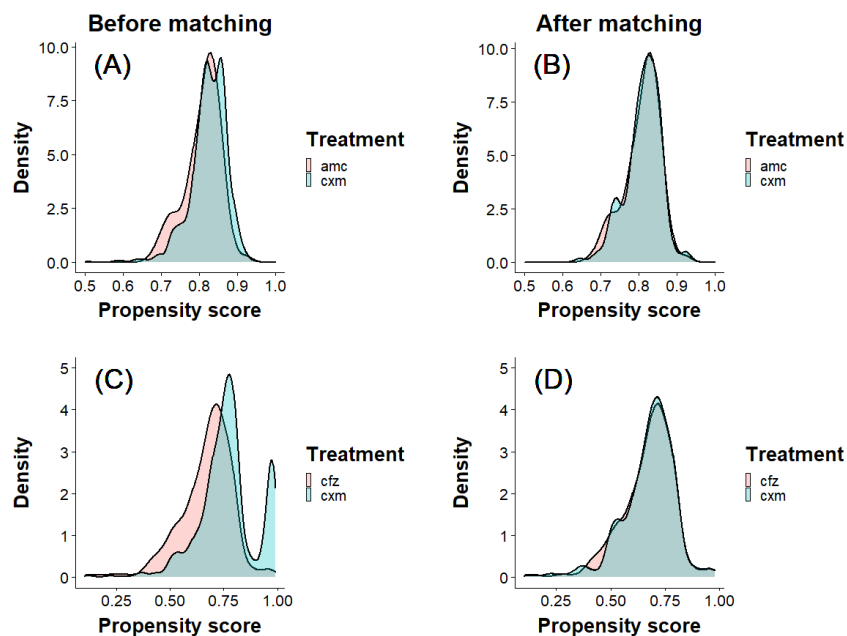 Before matching
After matching
(A)
Density
10.0
7.5
5.0
2.5
0.0
0.5 0.6 0.7 0.8 0.9 1.0
Propensity score
Treatment
amc
cxm
(B)
Density
10.0
7.5
5.0
2.5
0.0
0.5 0.6 0.7 0.8 0.9 1.0
Propensity score
Treatment
amc
cxm
(C)
Density
5
4
3
2
1
0
0.25 0.50 0.75 1.00
Propensity score
Treatment
cfz
cxm
(D)
Density
5
4
3
2
1
0
0.25 0.50 0.75 1.00
Propensity score
Treatment
cfz
cxm